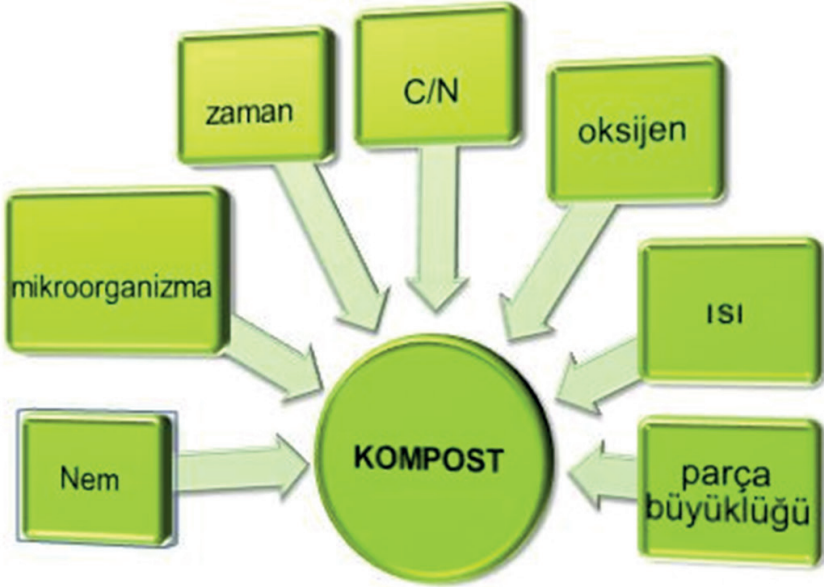 zaman
C/N
oksijen
mikroorganizma
ısı
Nem
KOMPOST
parça
büyüklüğü